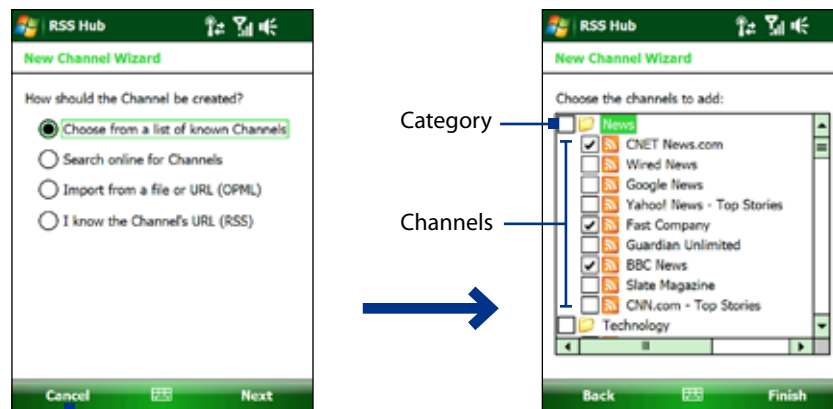 RSS Hub
New Channel Wizard
How should the Channel be created?
Choose from a list of known Channels
Search online for Channels
Import from a file or URL (OPML)
I know the Channel's URL (RSS)
Cancel
Next
Category
Channels
RSS Hub
New Channel Wizard
Choose the channels to add:
News
CNET News.com
Wired News
Google News
Yahoo! News - Top Stories
Fast Company
Guardian Unlimited
BBC News
Slate Magazine
CNN.com - Top Stories
Technology
Back
Finish